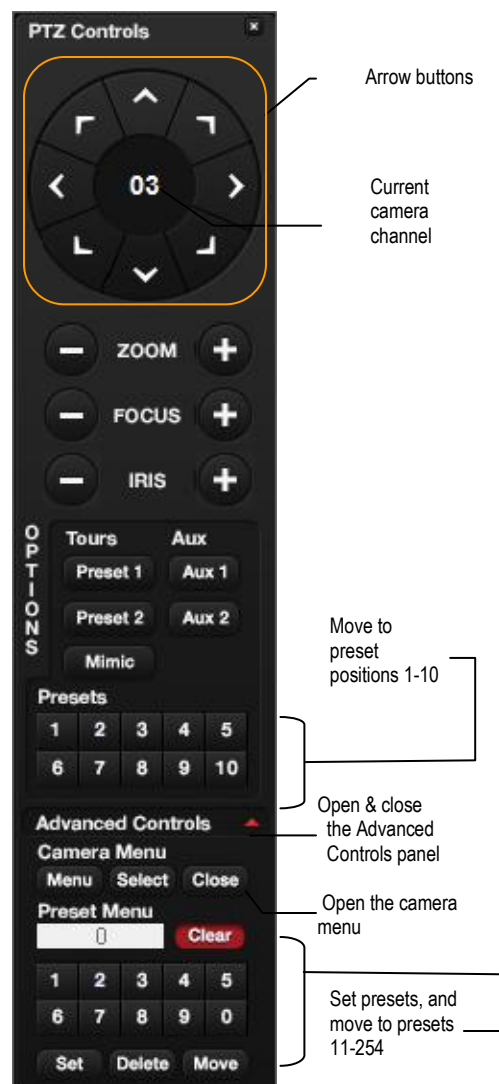 PTZ Controls
×
Arrow buttons
03
Current
camera
channel
− ZOOM +
− FOCUS +
− IRIS +
OPTIONS
Tours Aux
Preset 1 Aux 1
Preset 2 Aux 2
Mimic
Move to
preset
positions 1-10
Presets
1 2 3 4 5
6 7 8 9 10
Advanced Controls
Open & close
the Advanced
Controls panel
Camera Menu
Menu Select Close
Open the camera
menu
Preset Menu
0 Clear
1 2 3 4 5
6 7 8 9 0
Set Delete Move
Set presets, and
move to presets
11-254